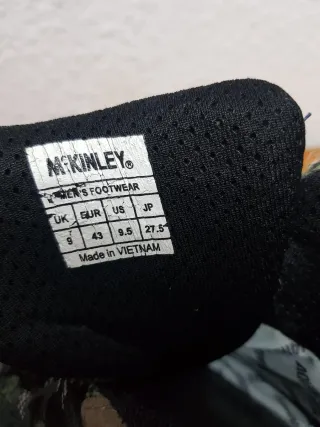 McKINLEY®
MEN'S FOOTWEAR
UK EUR US JP
9 43 9.5 27.5
Made in VIETNAM